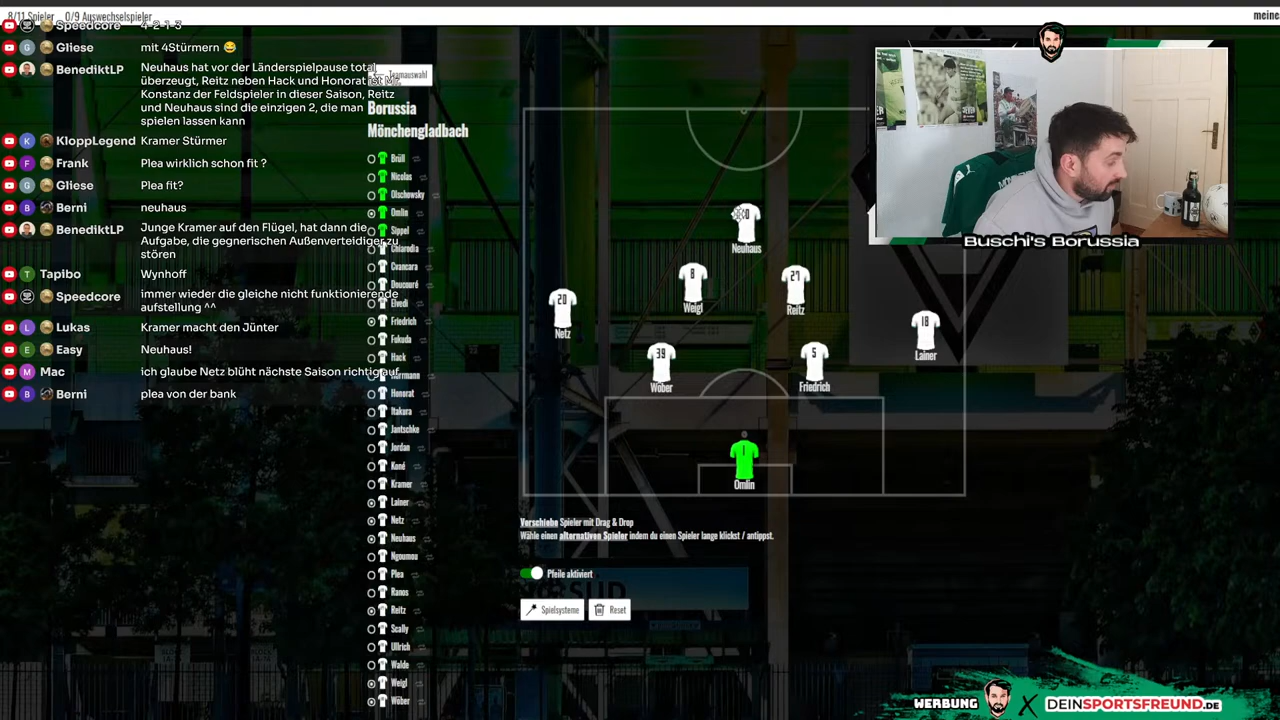 8/11 Spieler 0/9 Auswechselspieler
meine
Speedcore 4-2-1-3
G Gliese mit 4Stürmern 😂
BenediktLP Neuhaus hat vor der Länderspielpause total
überzeugt, Reitz neben Hack und Honorat ist Mr.
Konstanz der Feldspieler in dieser Saison, Reitz
und Neuhaus sind die einzigen 2, die man
spielen lassen kann
K KloppLegend Kramer Stürmer
F Frank Plea wirklich schon fit ?
G Gliese Plea fit?
Berni neuhaus
BenediktLP Junge Kramer auf den Flügel, hat dann die
Aufgabe, die gegnerischen Außenverteidiger zu
stören
T Tapibo Wynhoff
Speedcore immer wieder die gleiche nicht funktionierende
aufstellung ^^
L Lukas Kramer macht den Jünter
E Easy Neuhaus!
M Mac ich glaube Netz blüht nächste Saison richtig auf
Berni plea von der bank
Teamauswahl
Borussia
Mönchengladbach
Brüll
Nicolas
Olschowsky
Omlin
Sippel
Chiarodia
Cvancara
Doucouré
Elvedi
Friedrich
Fukuda
Hack
Herrmann
Honorat
Itakura
Jantschke
Jordan
Koné
Kramer
Lainer
Netz
Neuhaus
Ngoumou
Plea
Ranos
Reitz
Scally
Ullrich
Walde
Weigl
Wöber
Neuhaus
8
Weigl
27
Reitz
20
Netz
18
Lainer
39
Wöber
5
Friedrich
1
Omlin
Verschiebe Spieler mit Drag & Drop
Wähle einen alternativen Spieler indem du einen Spieler lange klickst / antippst.
Pfeile aktiviert
Spielsysteme
Reset
Buschi's Borussia
WERBUNG X DEINSPORTSFREUND.DE